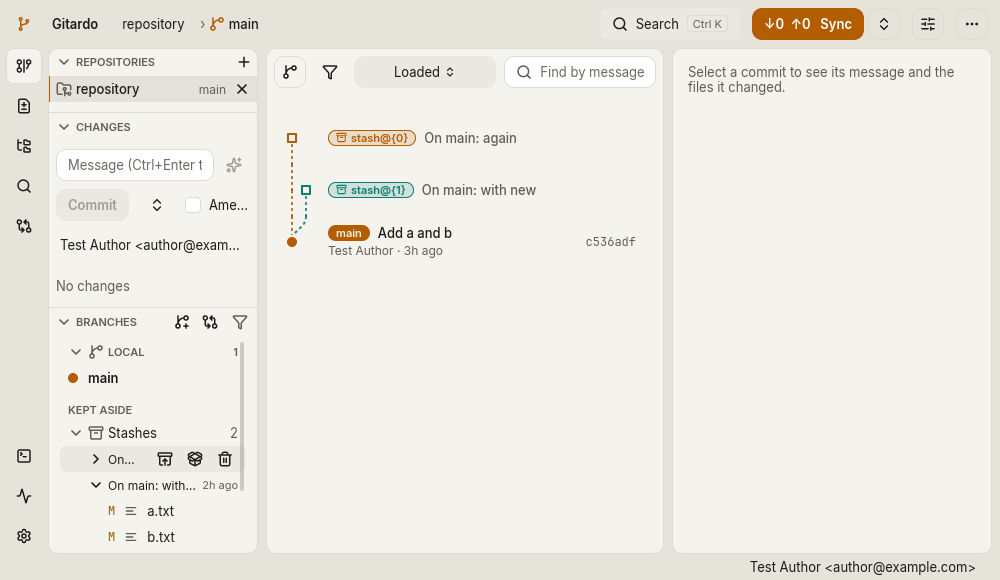 Gitardo
repository
main
Search
Ctrl K
↓0 ↑0 Sync
REPOSITORIES
repository
main
CHANGES
Message (Ctrl+Enter t
Commit
Ame...
Test Author <author@exam...
No changes
BRANCHES
LOCAL
1
main
KEPT ASIDE
Stashes
2
On...
On main: with...
2h ago
M
a.txt
M
b.txt
Loaded
Find by message
stash@{0}
On main: again
stash@{1}
On main: with new
main
Add a and b
Test Author · 3h ago
c536adf
Select a commit to see its message and the
files it changed.
Test Author <author@example.com>